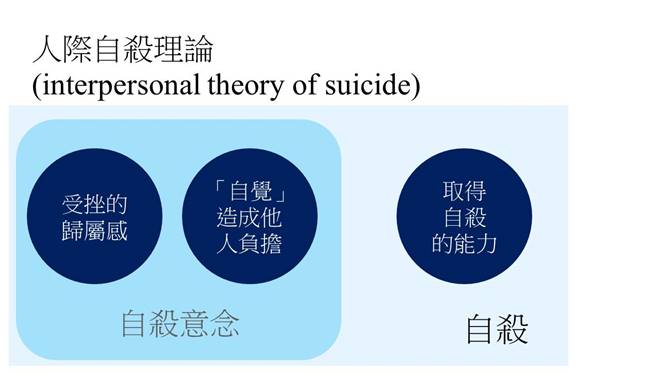 人際自殺理論
(interpersonal theory of suicide)
受挫的
歸屬感
「自覺」
造成他
人負擔
取得
自殺
的能力
自殺意念
自殺